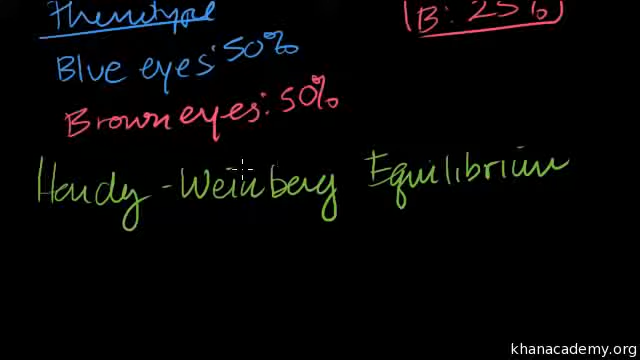 Phenotype
B: 25%
Blue eyes: 50%
Brown eyes: 50%
Hardy-Weinberg Equilibrium
khanacademy.org